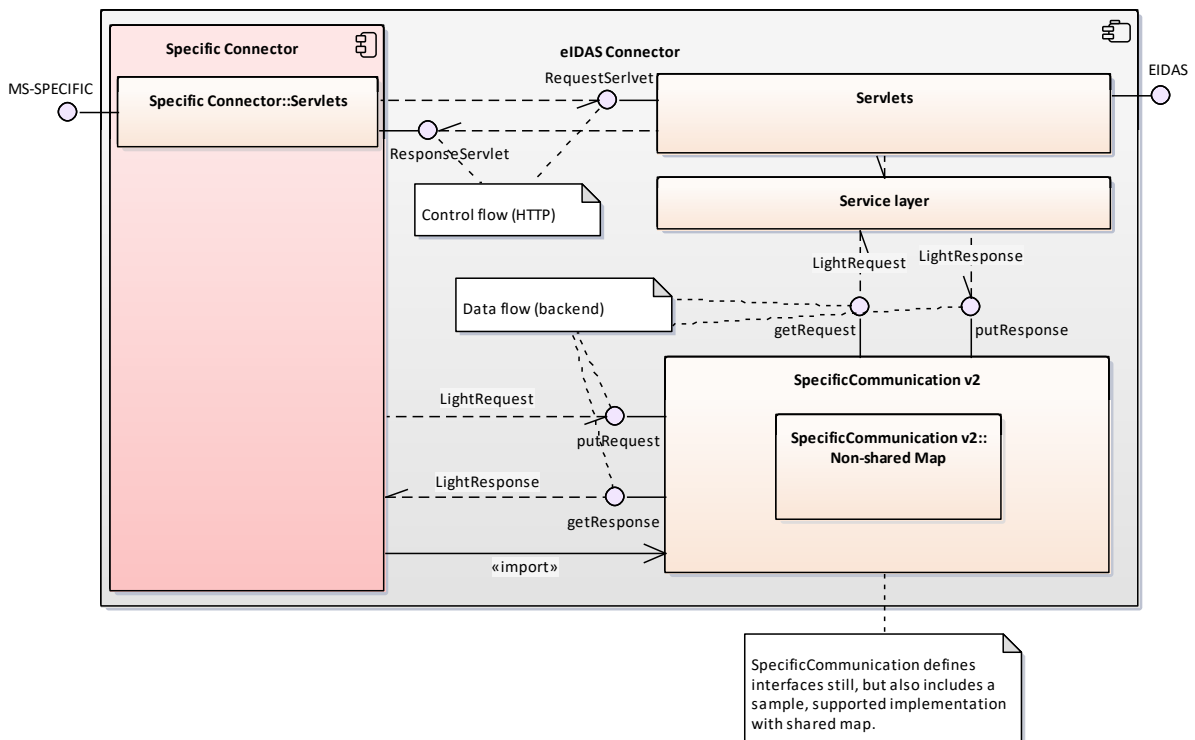 Specific Connector
eIDAS Connector
MS-SPECIFIC
Specific Connector::Servlets
RequestSerlvet
Servlets
EIDAS
ResponseServlet
Control flow (HTTP)
Service layer
LightRequest
LightResponse
Data flow (backend)
getRequest
putResponse
SpecificCommunication v2
LightRequest
putRequest
SpecificCommunication v2::
Non-shared Map
LightResponse
getResponse
«import»
SpecificCommunication defines
interfaces still, but also includes a
sample, supported implementation
with shared map.